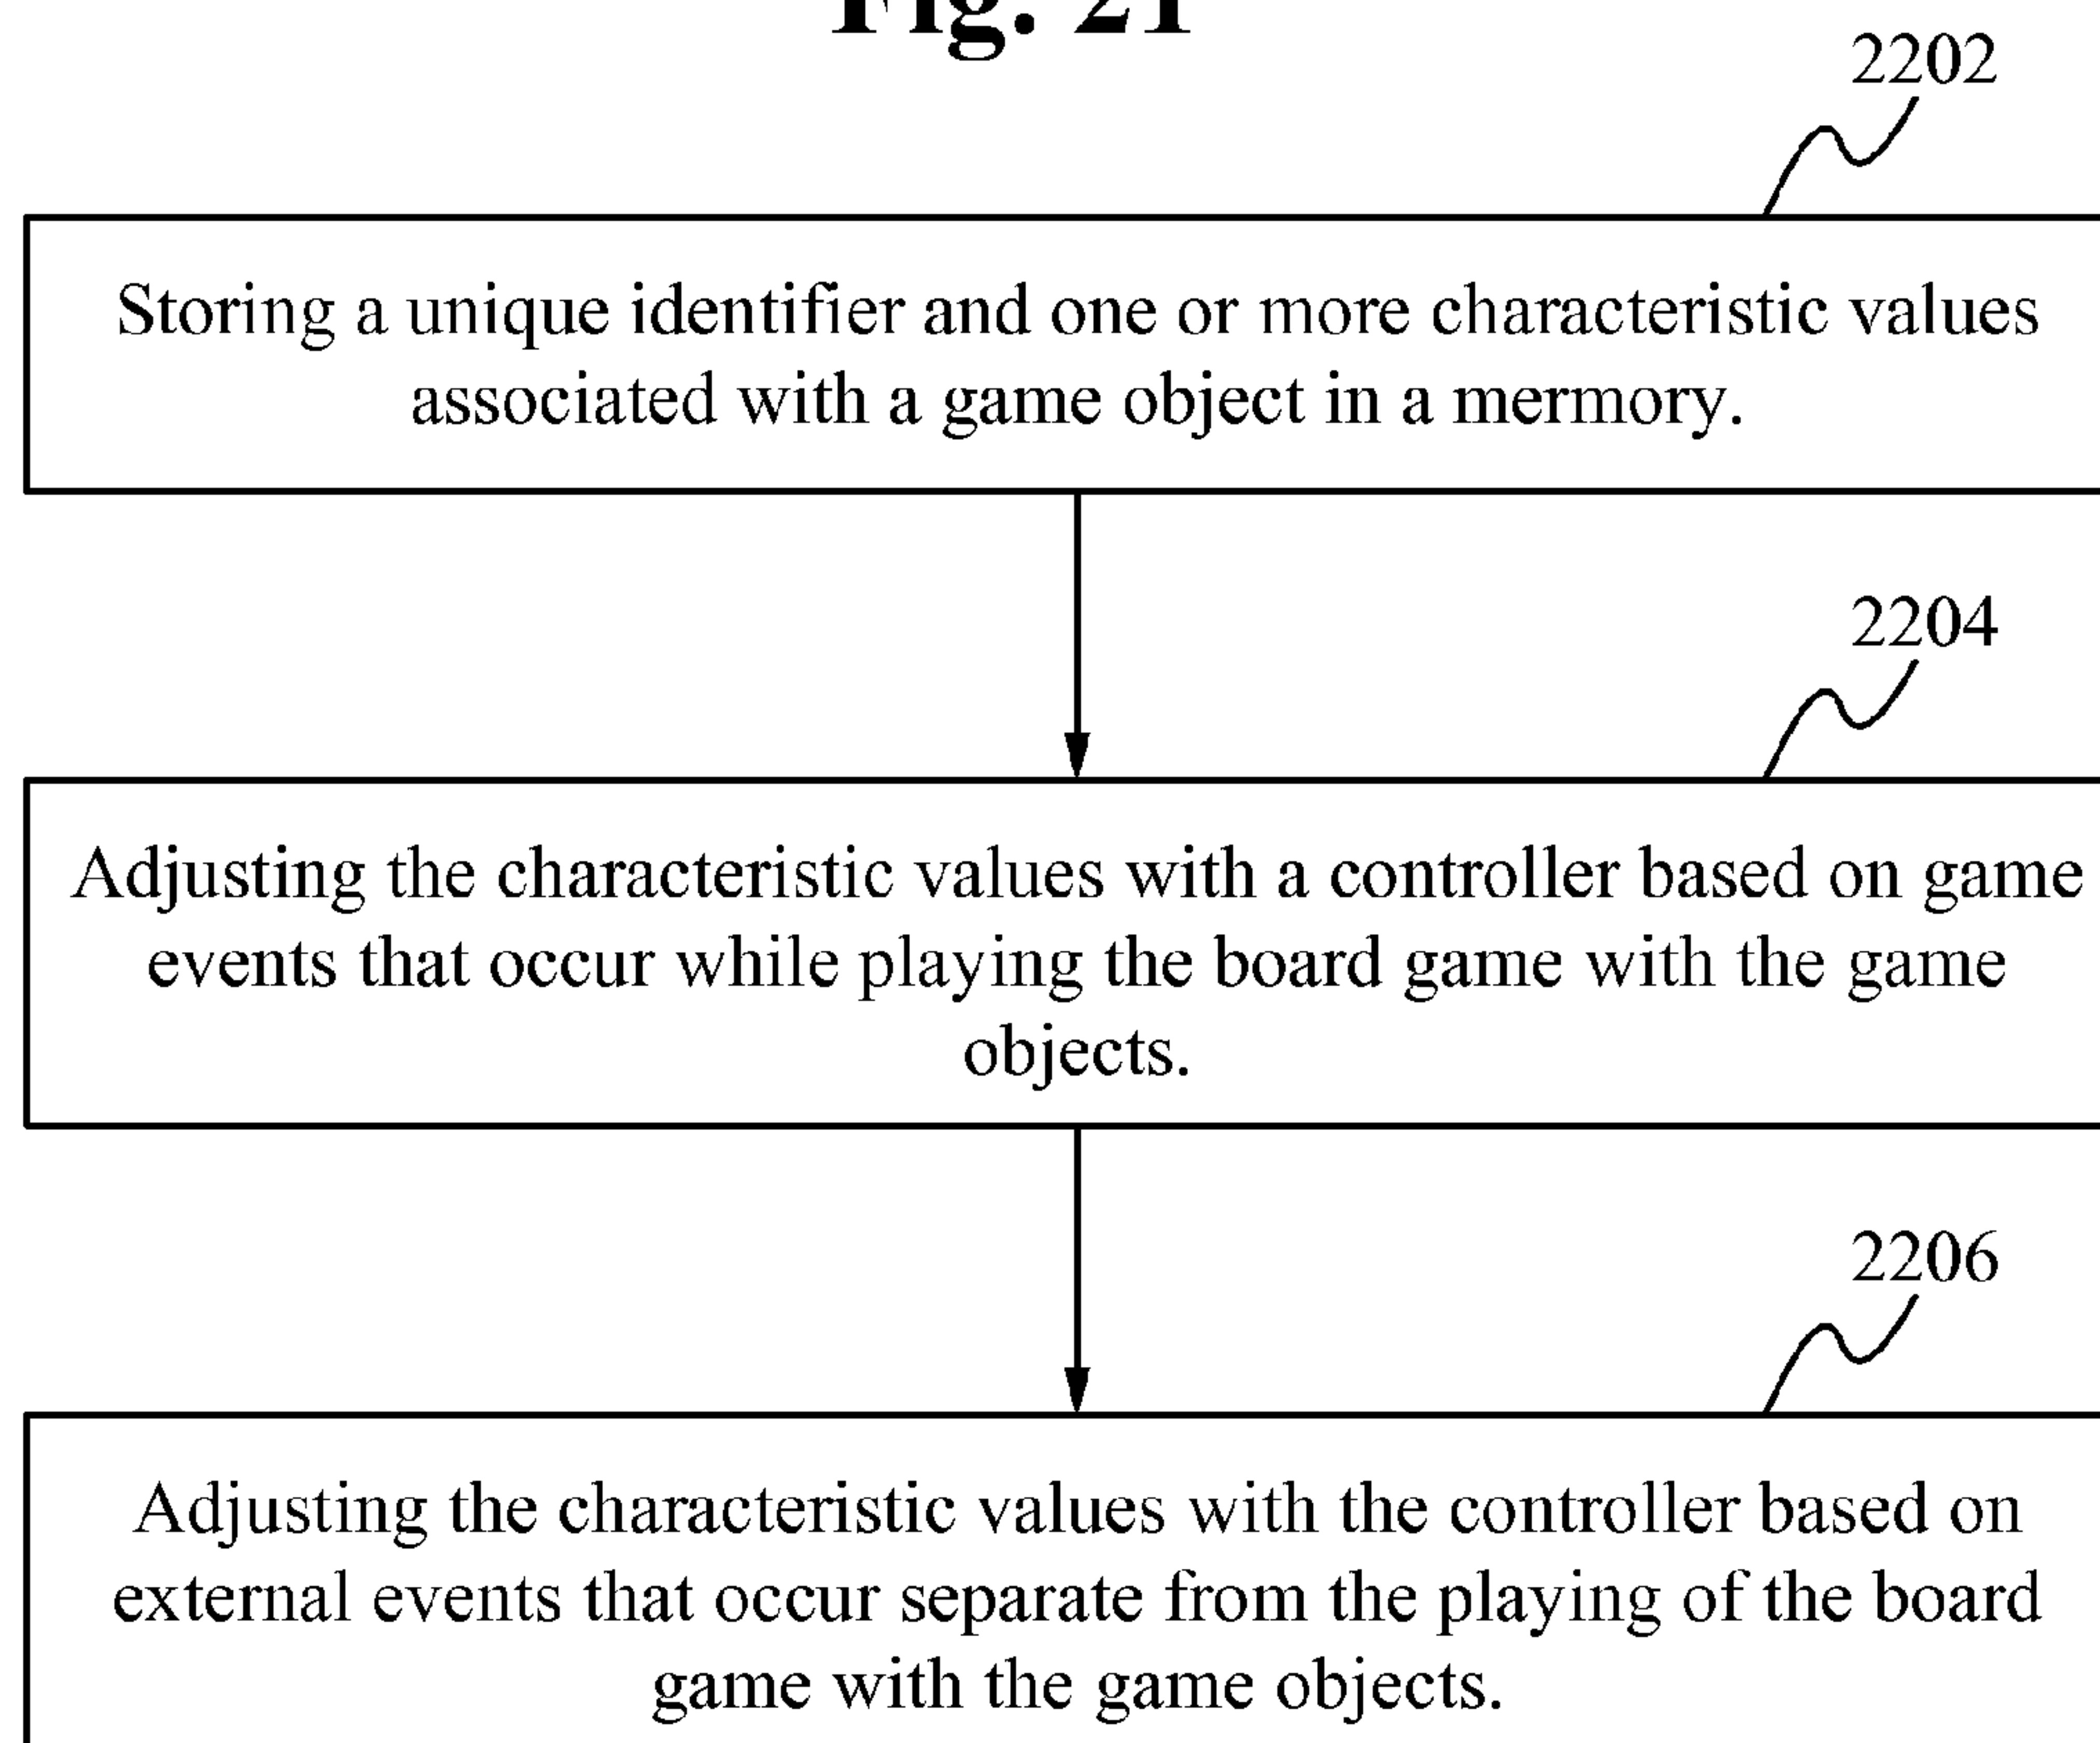 Fig. 21
2202
Storing a unique identifier and one or more characteristic values
associated with a game object in a mermory.
2204
Adjusting the characteristic values with a controller based on game
events that occur while playing the board game with the game
objects.
2206
Adjusting the characteristic values with the controller based on
external events that occur separate from the playing of the board
game with the game objects.